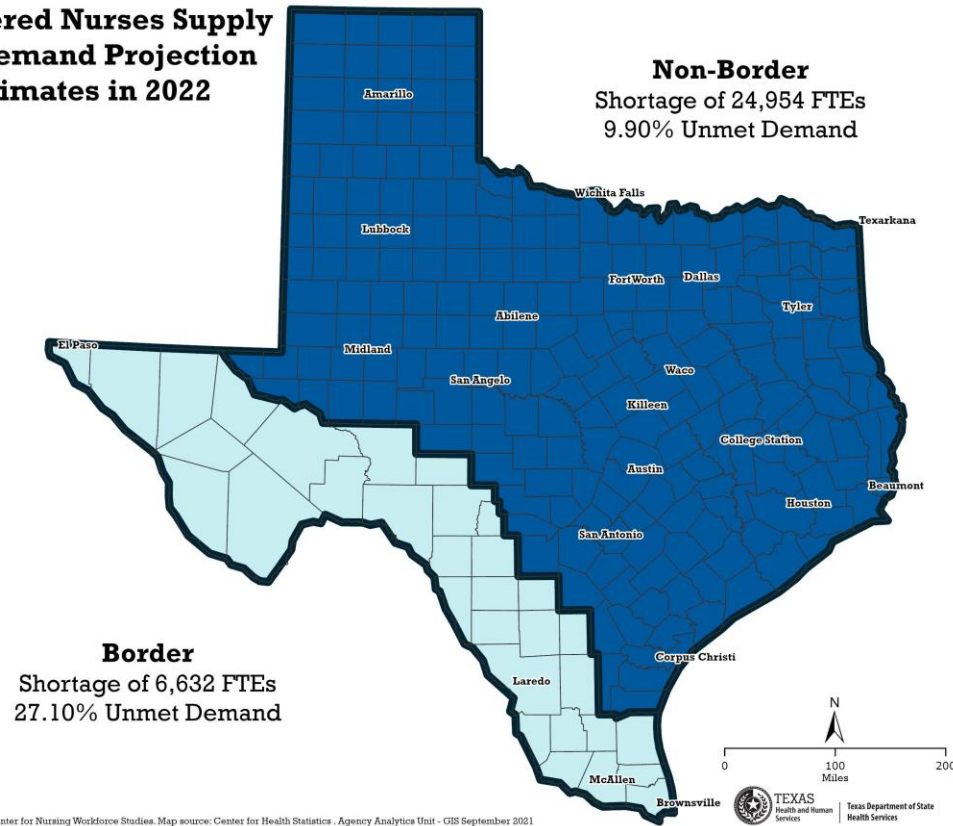 ered Nurses Supply
emand Projection
imates in 2022
Non-Border
Shortage of 24,954 FTEs
9.90% Unmet Demand
Amarillo
Wichita Falls
Texarkana
Lubbock
Fort Worth
Dallas
Tyler
Abilene
El Paso
Midland
San Angelo
Waco
Killeen
College Station
Austin
Beaumont
Houston
San Antonio
Border
Shortage of 6,632 FTEs
27.10% Unmet Demand
Corpus Christi
Laredo
McAllen
Brownsville
N
0 100 200
Miles
TEXAS
Health and Human
Services
Texas Department of State
Health Services
nter for Nursing Workforce Studies. Map source: Center for Health Statistics . Agency Analytics Unit - GIS September 2021